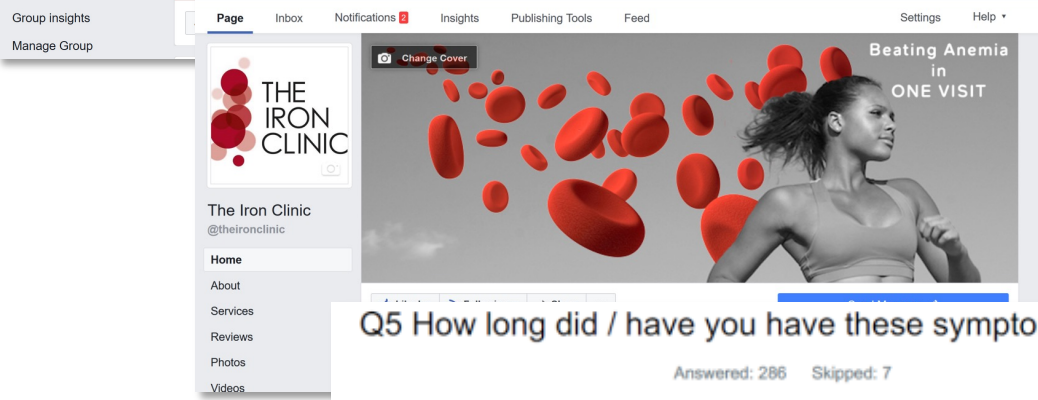 Group insights
Manage Group
Page Inbox Notifications 2 Insights Publishing Tools Feed Settings Help
Change Cover
Beating Anemia
in
ONE VISIT
THE
IRON
CLINIC
The Iron Clinic
@theironclinic
Home
About
Services
Reviews
Photos
Videos
Q5 How long did / have you have these sympto
Answered: 286 Skipped: 7